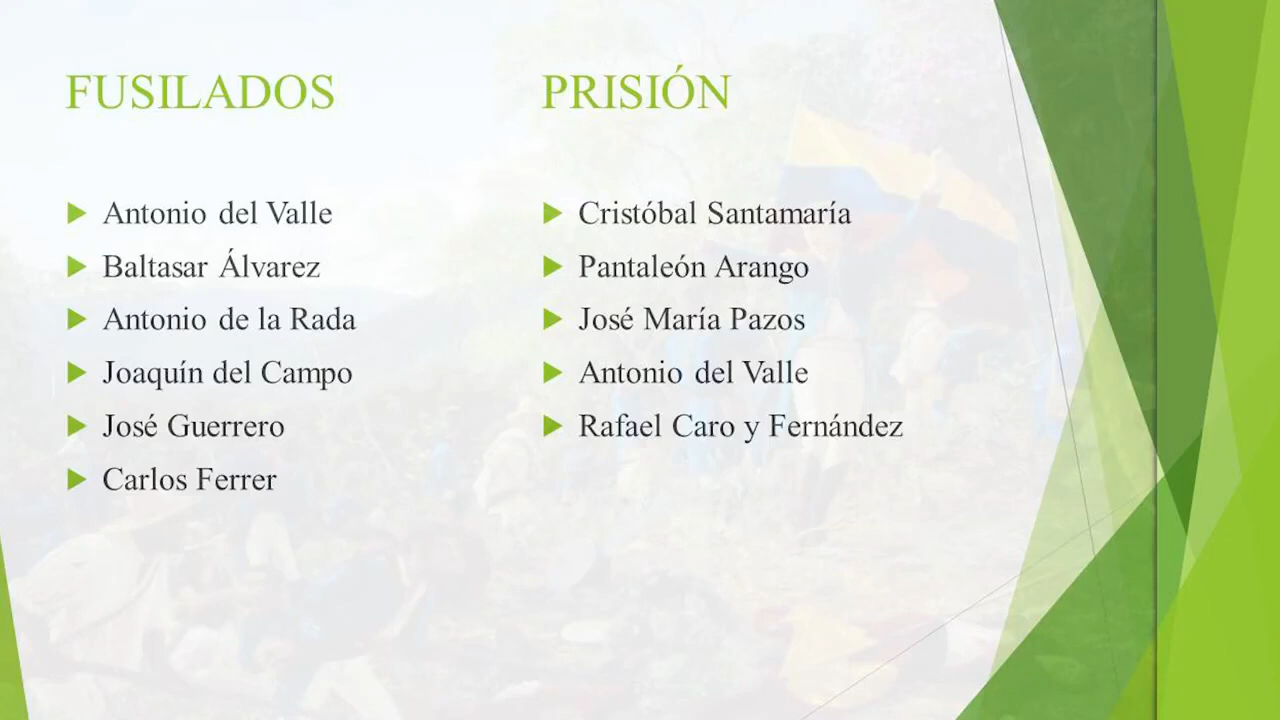 FUSILADOS
Antonio del Valle
Baltasar Álvarez
Antonio de la Rada
Joaquín del Campo
José Guerrero
Carlos Ferrer
PRISIÓN
Cristóbal Santamaría
Pantaleón Arango
José María Pazos
Antonio del Valle
Rafael Caro y Fernández